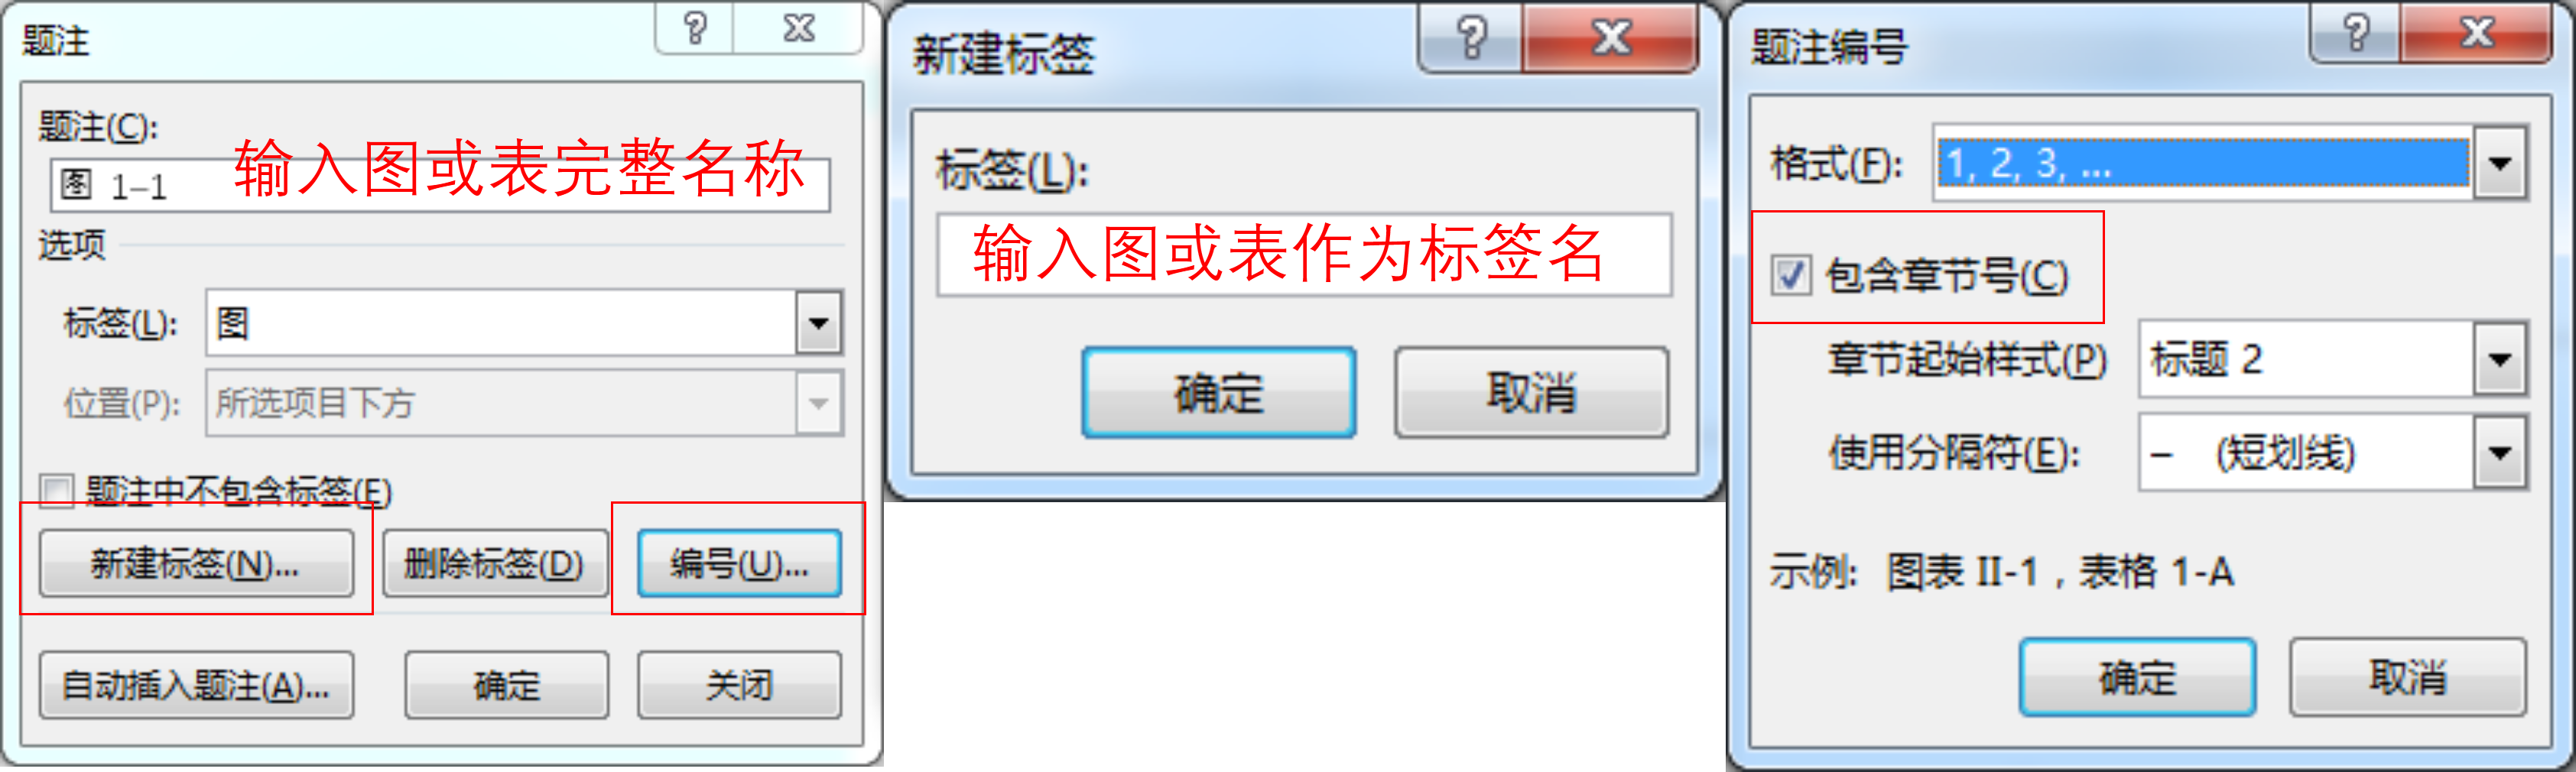 题注
题注(C):
图 1–1
输入图或表完整名称
选项
标签(L):
图
位置(P):
所选项目下方
题注中不包含标签(E)
新建标签(N)...
删除标签(D)
编号(U)...
自动插入题注(A)...
确定
关闭
新建标签
标签(L):
输入图或表作为标签名
确定
取消
题注编号
格式(F):
1, 2, 3, ...
包含章节号(C)
章节起始样式(P)
标题 2
使用分隔符(E):
– (短划线)
示例: 图表 II-1，表格 1-A
确定
取消